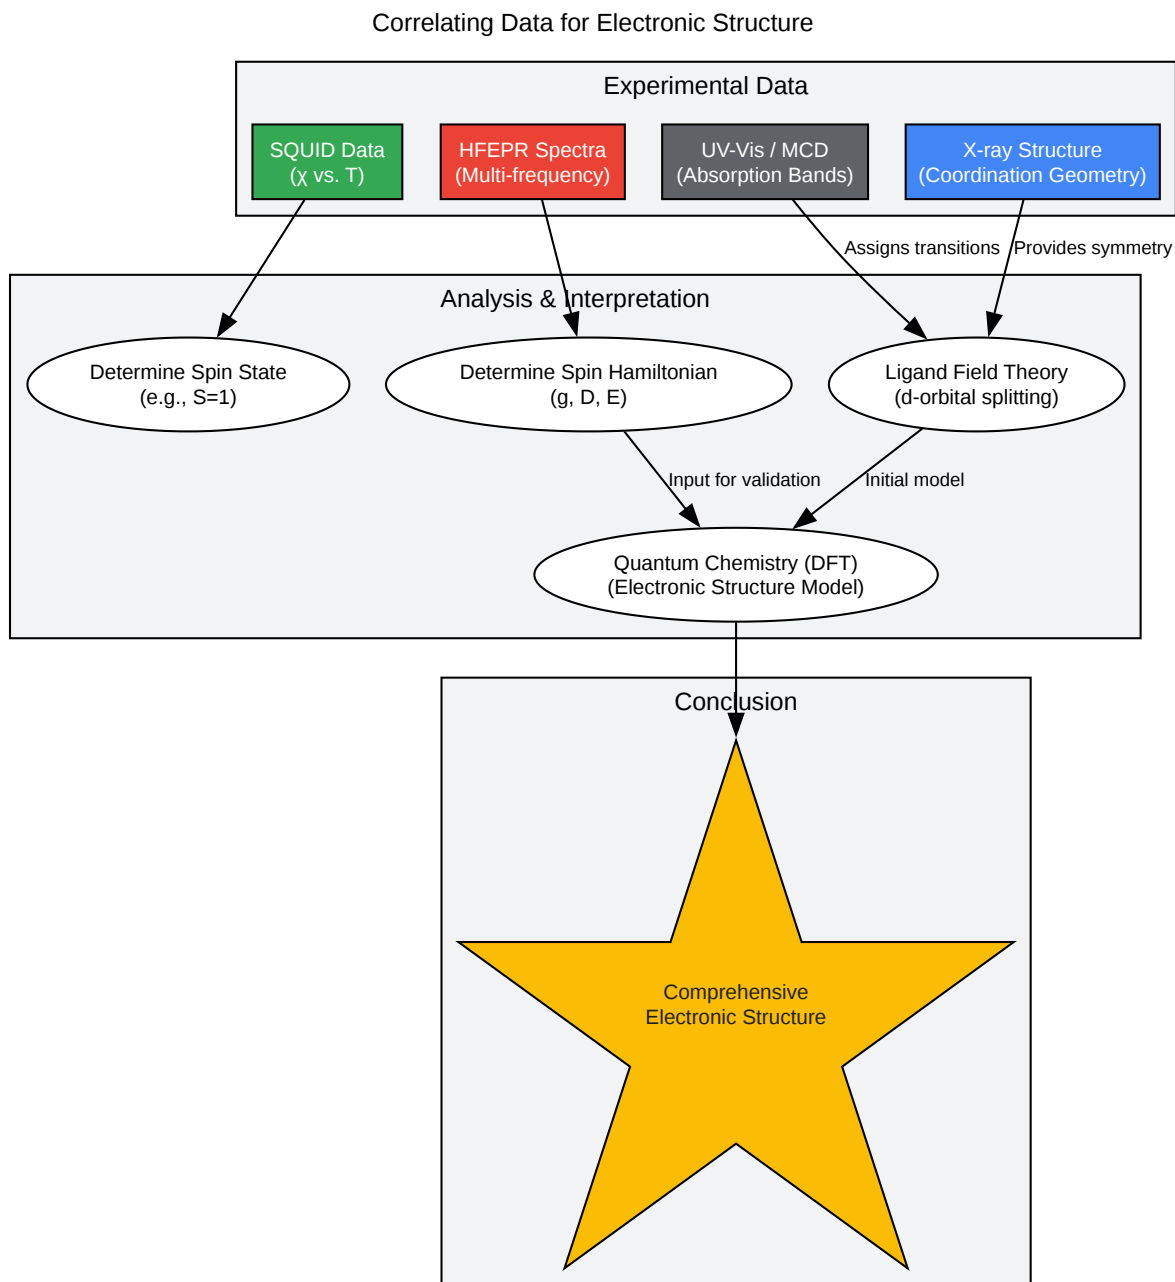 Correlating Data for Electronic Structure
Experimental Data
SQUID Data
(χ vs. T)
HFEPR Spectra
(Multi-frequency)
UV-Vis / MCD
(Absorption Bands)
X-ray Structure
(Coordination Geometry)
Assigns transitions
Provides symmetry
Analysis & Interpretation
Determine Spin State
(e.g., S=1)
Determine Spin Hamiltonian
(g, D, E)
Ligand Field Theory
(d-orbital splitting)
Input for validation
Initial model
Quantum Chemistry (DFT)
(Electronic Structure Model)
Conclusion
Comprehensive
Electronic Structure